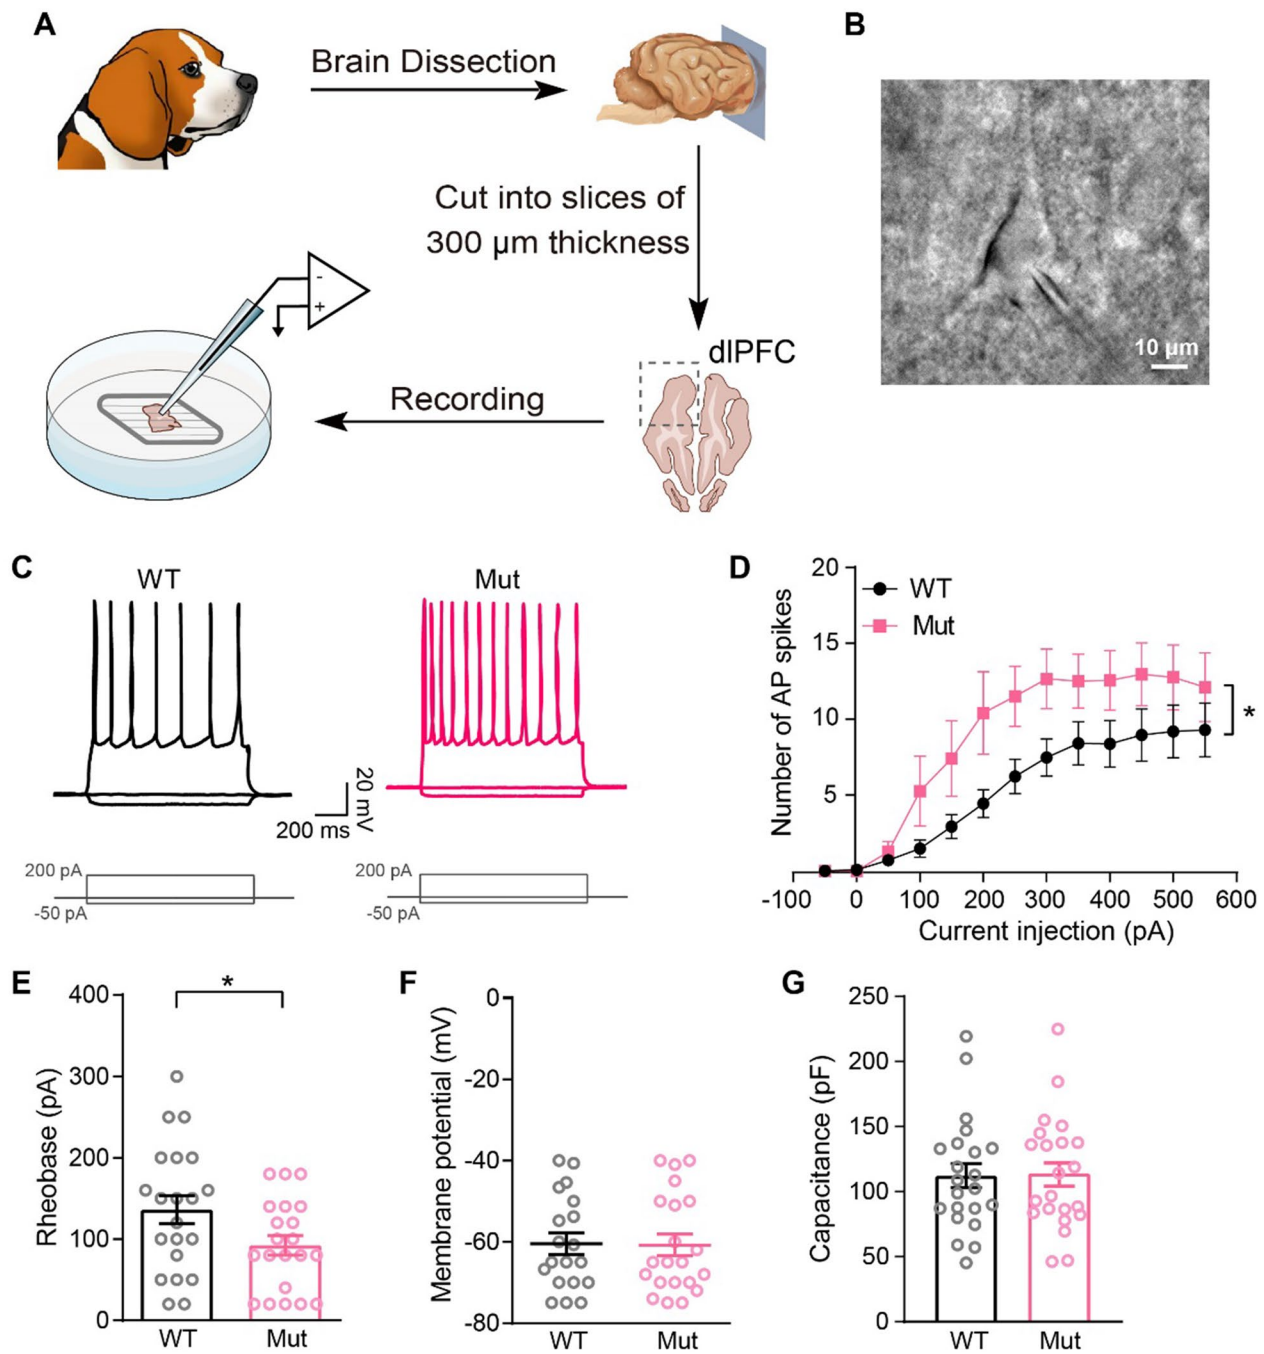 A
Brain Dissection
Cut into slices of
300 µm thickness
-
+
dlPFC
Recording
B
10 µm
C
WT
Mut
20 mV
200 ms
200 pA
-50 pA
200 pA
-50 pA
D
WT
Mut
Number of AP spikes
20
15
10
5
*
-100 0 100 200 300 400 500 600
Current injection (pA)
E
Rheobase (pA)
400
300
200
100
0
*
WT Mut
F
Membrane potential (mV)
0
-20
-40
-60
-80
WT Mut
G
Capacitance (pF)
250
200
150
100
50
0
WT Mut